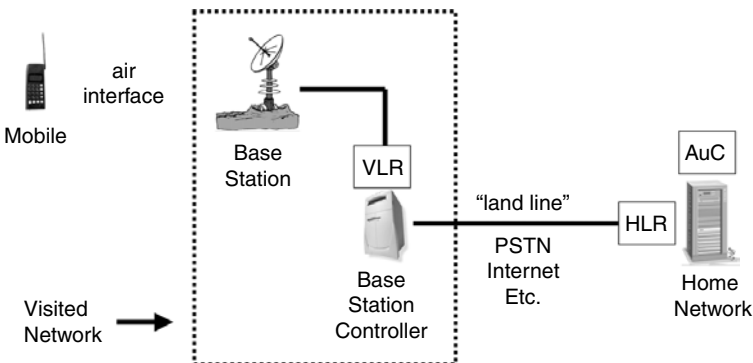 Mobile
air
interface
Base
Station
VLR
Base
Station
Controller
Visited
Network
“land line”
PSTN
Internet
Etc.
HLR
AuC
Home
Network